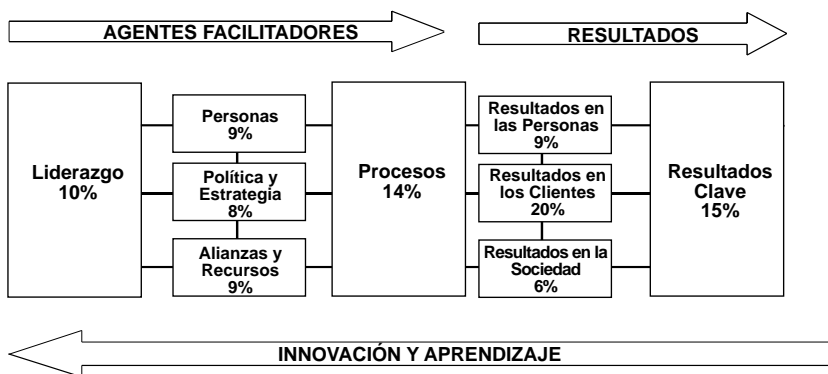 AGENTES FACILITADORES
RESULTADOS
Liderazgo
10%
Personas
9%
Política y
Estrategia
8%
Alianzas y
Recursos
9%
Procesos
14%
Resultados en
las Personas
9%
Resultados en
los Clientes
20%
Resultados en la
Sociedad
6%
Resultados
Clave
15%
INNOVACIÓN Y APRENDIZAJE